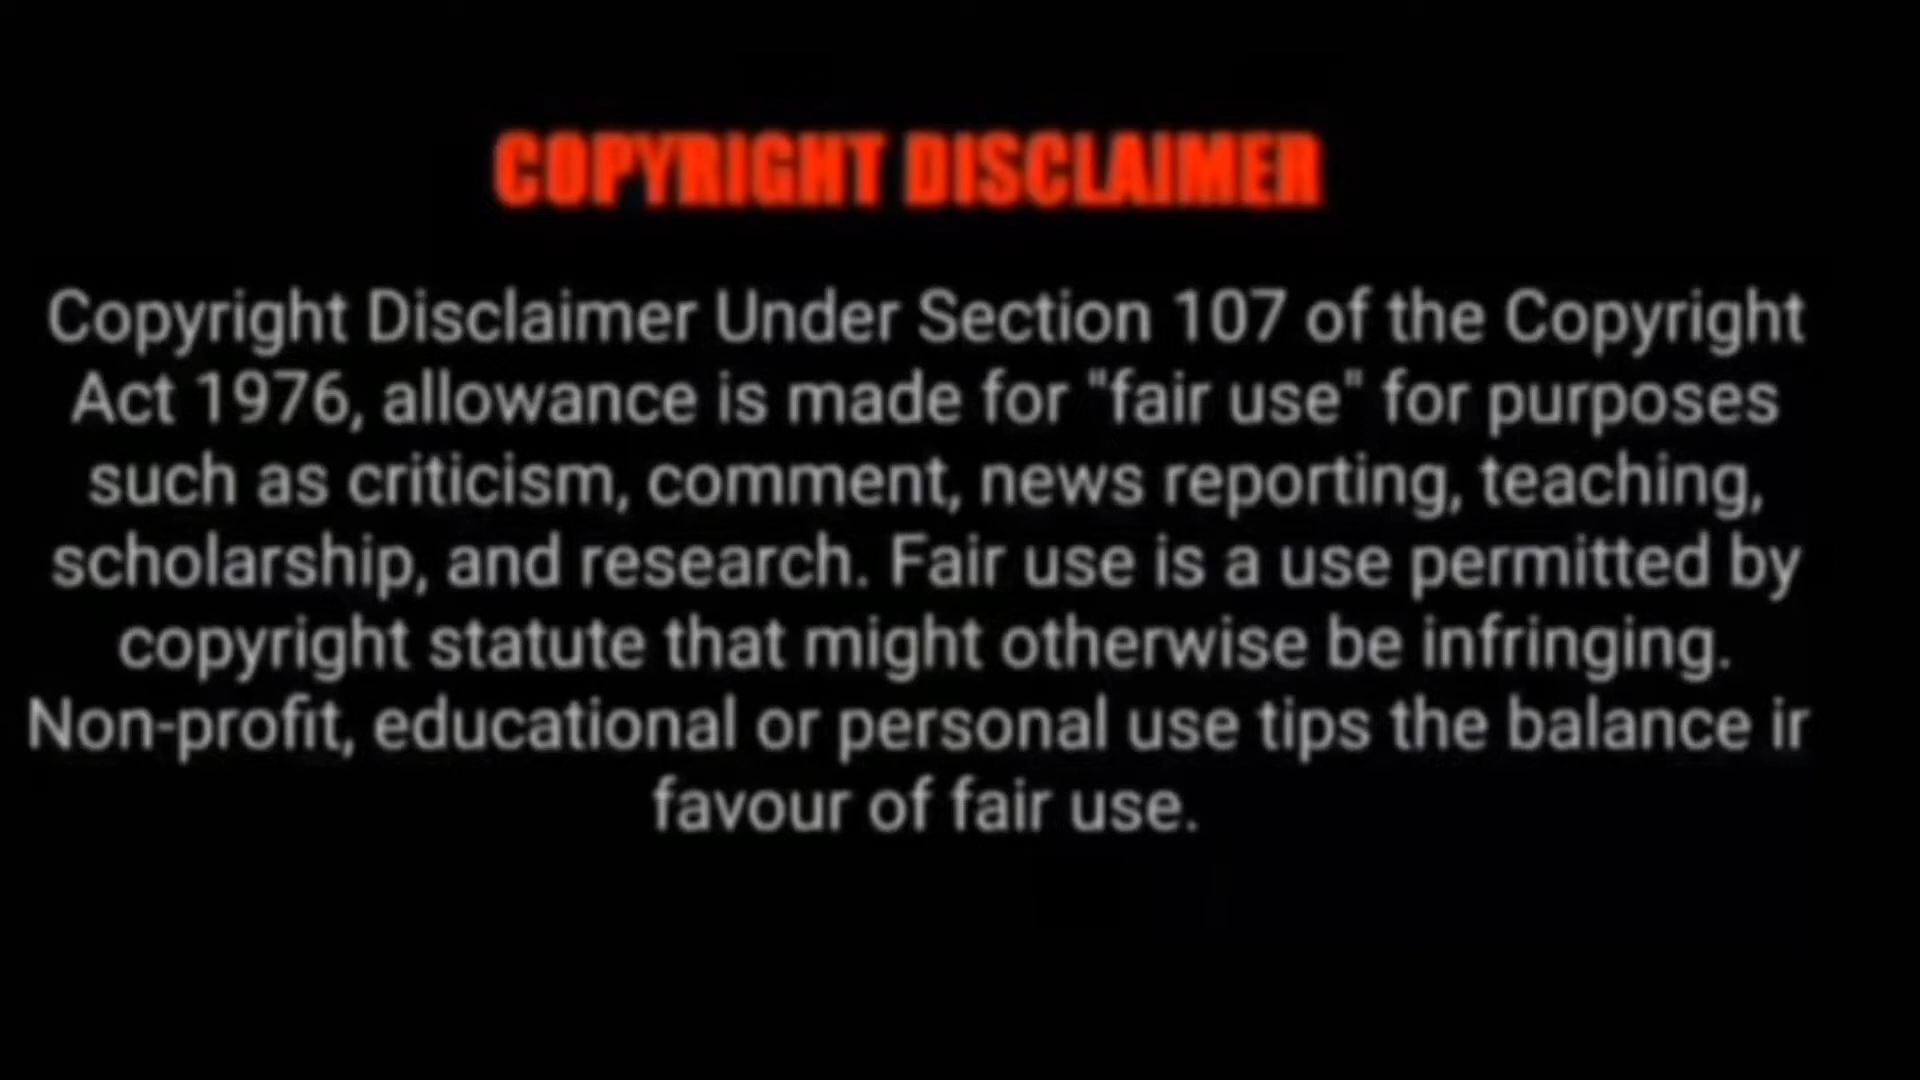 COPYRIGHT DISCLAIMER
Copyright Disclaimer Under Section 107 of the Copyright
Act 1976, allowance is made for "fair use" for purposes
such as criticism, comment, news reporting, teaching,
scholarship, and research. Fair use is a use permitted by
copyright statute that might otherwise be infringing.
Non-profit, educational or personal use tips the balance ir
favour of fair use.